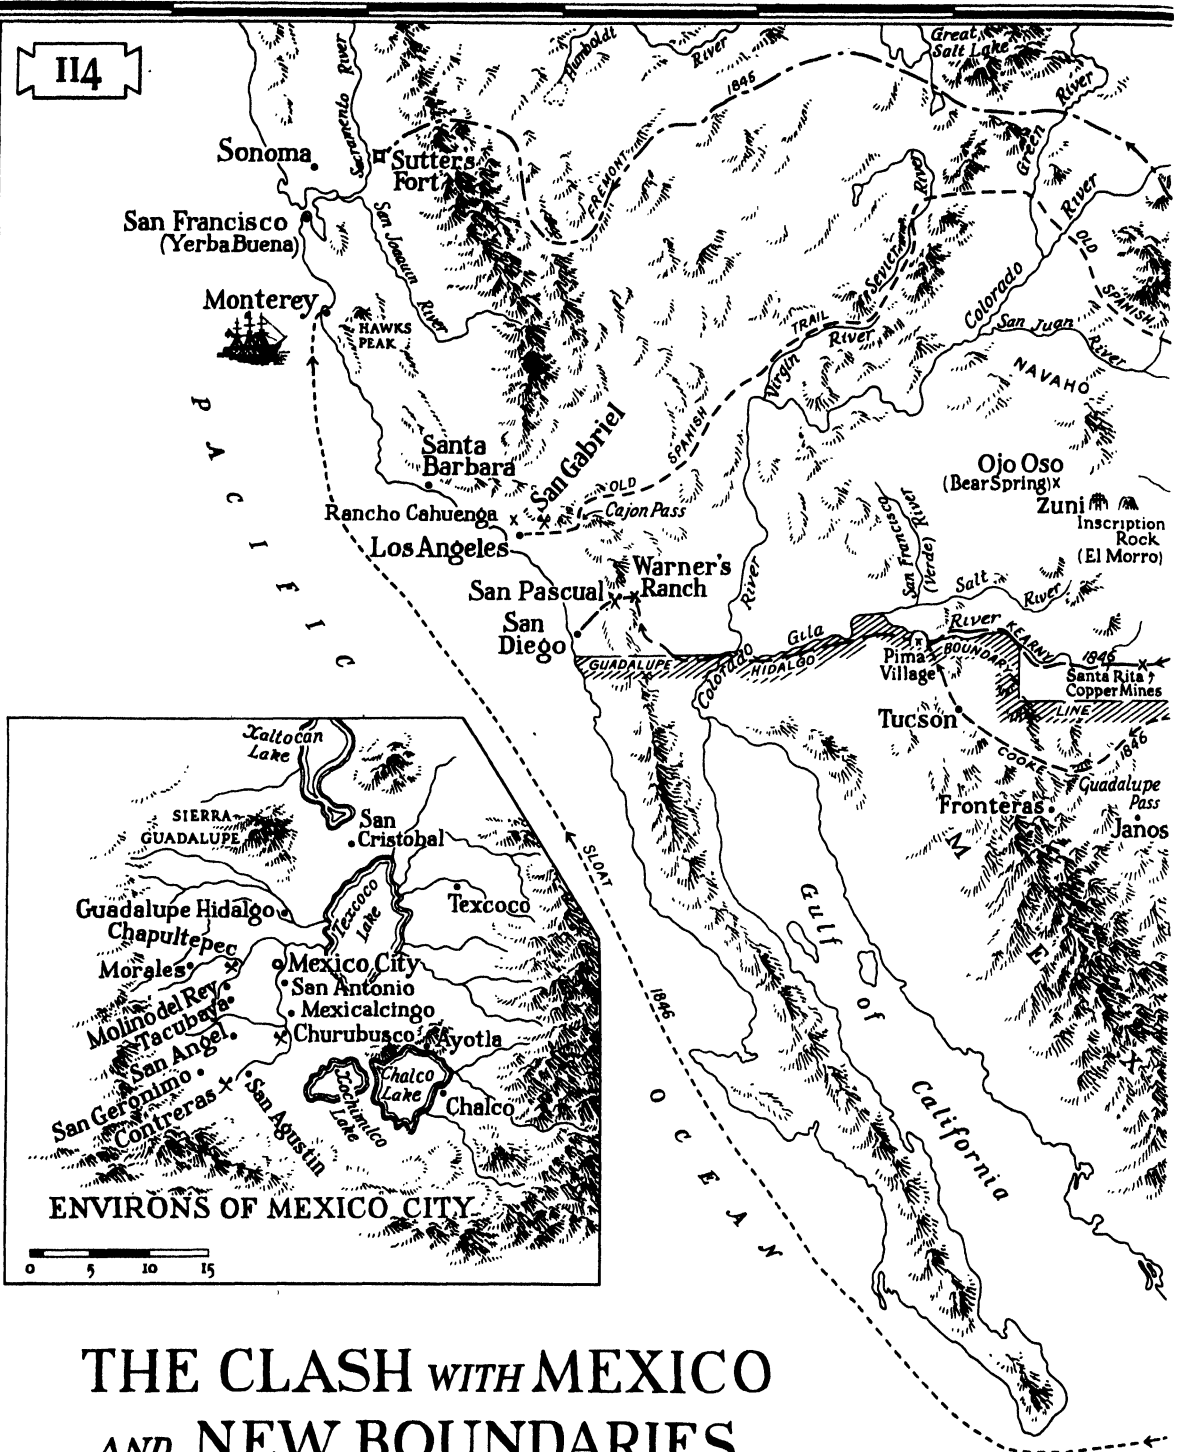 114
Humboldt
River
Great
Salt Lake
Sacramento River
1845
River
Green
Sonoma
Sutter's
Fort
FREMONT
River
River
San Francisco
(Yerba Buena)
San Joaquin
River
Sevier
OLD
SPANISH
Colorado
Monterey
HAWKS
PEAK
TRAIL
River
San Juan
River
Virgin
NAVAHO
PACIFIC
SPANISH
Santa
Barbara
San Gabriel
OLD
Ojo Oso
(Bear Spring)
Zuni
Inscription
Rock
(El Morro)
Rancho Cahuenga
Cajon Pass
San Francisco River
(Verde)
Los Angeles
Warner's
Ranch
San Pascual
River
Salt
River
San
Diego
Gila
River
KEARNY
1846
GUADALUPE
Colorado
HIDALGO
Pima
Village
BOUNDARY
Santa Rita
Copper Mines
LINE
Tucson
COOKE
1846
Guadalupe
Pass
Fronteras
Janos
M
E
X
Xaltocan
Lake
SIERRA
GUADALUPE
San
Cristobal
Texcoco
Lake
Texcoco
Guadalupe Hidalgo
Chapultepec
Morales
Mexico City
San Antonio
Mexicalcingo
Molino del Rey
Tacubaya
Churubusco
Ayotla
San Angel
San Geronimo
Contreras
San Agustin
Xochimilco
Lake
Chalco
Lake
Chalco
ENVIRONS OF MEXICO CITY
0 5 10 15
SLOAT
1846
OCEAN
Gulf
of
California
THE CLASH WITH MEXICO
AND NEW BOUNDARIES